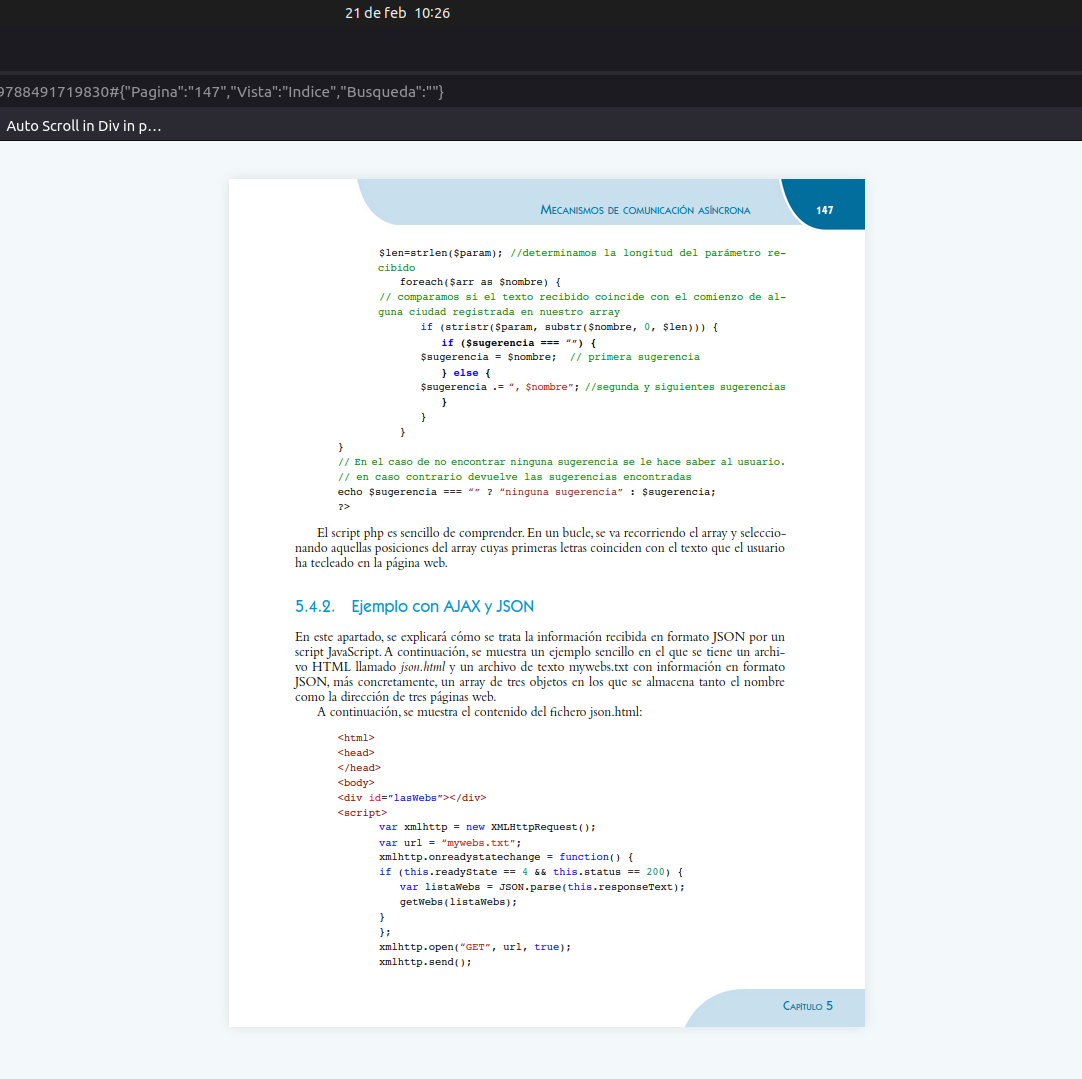 21 de feb 10:26
9788491719830#{"Pagina":"147","Vista":"Indice","Busqueda":""}
Auto Scroll in Div in p…
Mecanismos de comunicación asíncrona 147
$len=strlen($param); //determinamos la longitud del parámetro re-
cibido
foreach($arr as $nombre) {
// comparamos si el texto recibido coincide con el comienzo de al-
guna ciudad registrada en nuestro array
if (stristr($param, substr($nombre, 0, $len))) {
if ($sugerencia === “”) {
$sugerencia = $nombre; // primera sugerencia
} else {
$sugerencia .= “, $nombre”; //segunda y siguientes sugerencias
}
}
}
}
// En el caso de no encontrar ninguna sugerencia se le hace saber al usuario.
// en caso contrario devuelve las sugerencias encontradas
echo $sugerencia === “” ? “ninguna sugerencia” : $sugerencia;
?>
El script php es sencillo de comprender. En un bucle, se va recorriendo el array y seleccio-
nando aquellas posiciones del array cuyas primeras letras coinciden con el texto que el usuario
ha tecleado en la página web.
5.4.2. Ejemplo con AJAX y JSON
En este apartado, se explicará cómo se trata la información recibida en formato JSON por un
script JavaScript. A continuación, se muestra un ejemplo sencillo en el que se tiene un archi-
vo HTML llamado json.html y un archivo de texto mywebs.txt con información en formato
JSON, más concretamente, un array de tres objetos en los que se almacena tanto el nombre
como la dirección de tres páginas web.
A continuación, se muestra el contenido del fichero json.html:
<html>
<head>
</head>
<body>
<div id=“lasWebs”></div>
<script>
var xmlhttp = new XMLHttpRequest();
var url = “mywebs.txt”;
xmlhttp.onreadystatechange = function() {
if (this.readyState == 4 && this.status == 200) {
var listaWebs = JSON.parse(this.responseText);
getWebs(listaWebs);
}
};
xmlhttp.open(“GET”, url, true);
xmlhttp.send();
Capítulo 5